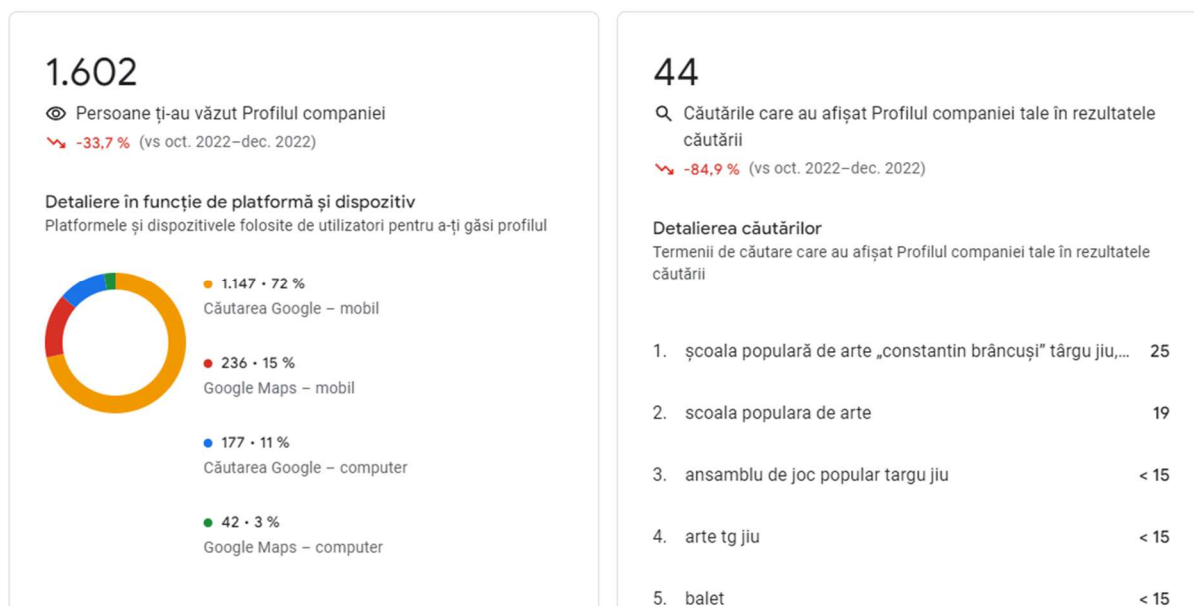 1.602
Persoane ți-au văzut Profilul companiei
-33,7 % (vs oct. 2022–dec. 2022)
Detaliere în funcție de platformă și dispozitiv
Platformele și dispozitivele folosite de utilizatori pentru a-ți găsi profilul
1.147 · 72 %
Căutarea Google – mobil
236 · 15 %
Google Maps – mobil
177 · 11 %
Căutarea Google – computer
42 · 3 %
Google Maps – computer
44
Căutările care au afișat Profilul companiei tale în rezultatele
căutării
-84,9 % (vs oct. 2022–dec. 2022)
Detalierea căutărilor
Termenii de căutare care au afișat Profilul companiei tale în rezultatele
căutării
1. școala populară de arte „constantin brâncuși” târgu jiu,... 25
2. scoala populara de arte 19
3. ansamblu de joc popular targu jiu < 15
4. arte tg jiu < 15
5. balet < 15